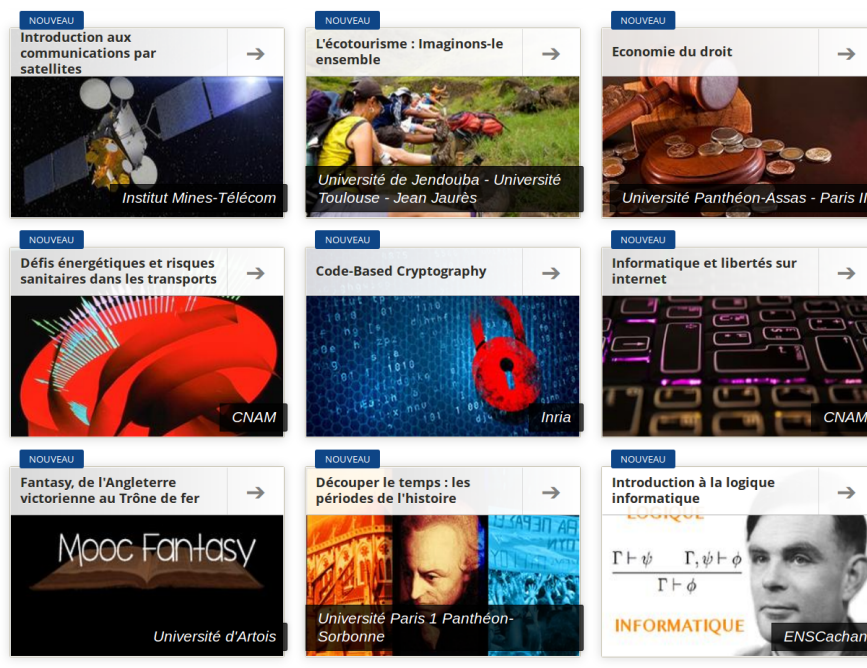 NOUVEAU
Introduction aux
communications par
satellites
Institut Mines-Télécom
NOUVEAU
L'écotourisme : Imaginons-le
ensemble
Université de Jendouba - Université
Toulouse - Jean Jaurès
NOUVEAU
Economie du droit
Université Panthéon-Assas - Paris II
NOUVEAU
Défis énergétiques et risques
sanitaires dans les transports
CNAM
NOUVEAU
Code-Based Cryptography
Inria
NOUVEAU
Informatique et libertés sur
internet
CNAM
NOUVEAU
Fantasy, de l'Angleterre
victorienne au Trône de fer
Mooc Fantasy
Université d'Artois
NOUVEAU
Découper le temps : les
périodes de l'histoire
Université Paris 1 Panthéon-
Sorbonne
NOUVEAU
Introduction à la logique
informatique
LOGIQUE
Γ ⊢ ψ Γ, ψ ⊢ ϕ
Γ ⊢ ϕ
INFORMATIQUE
ENSCachan